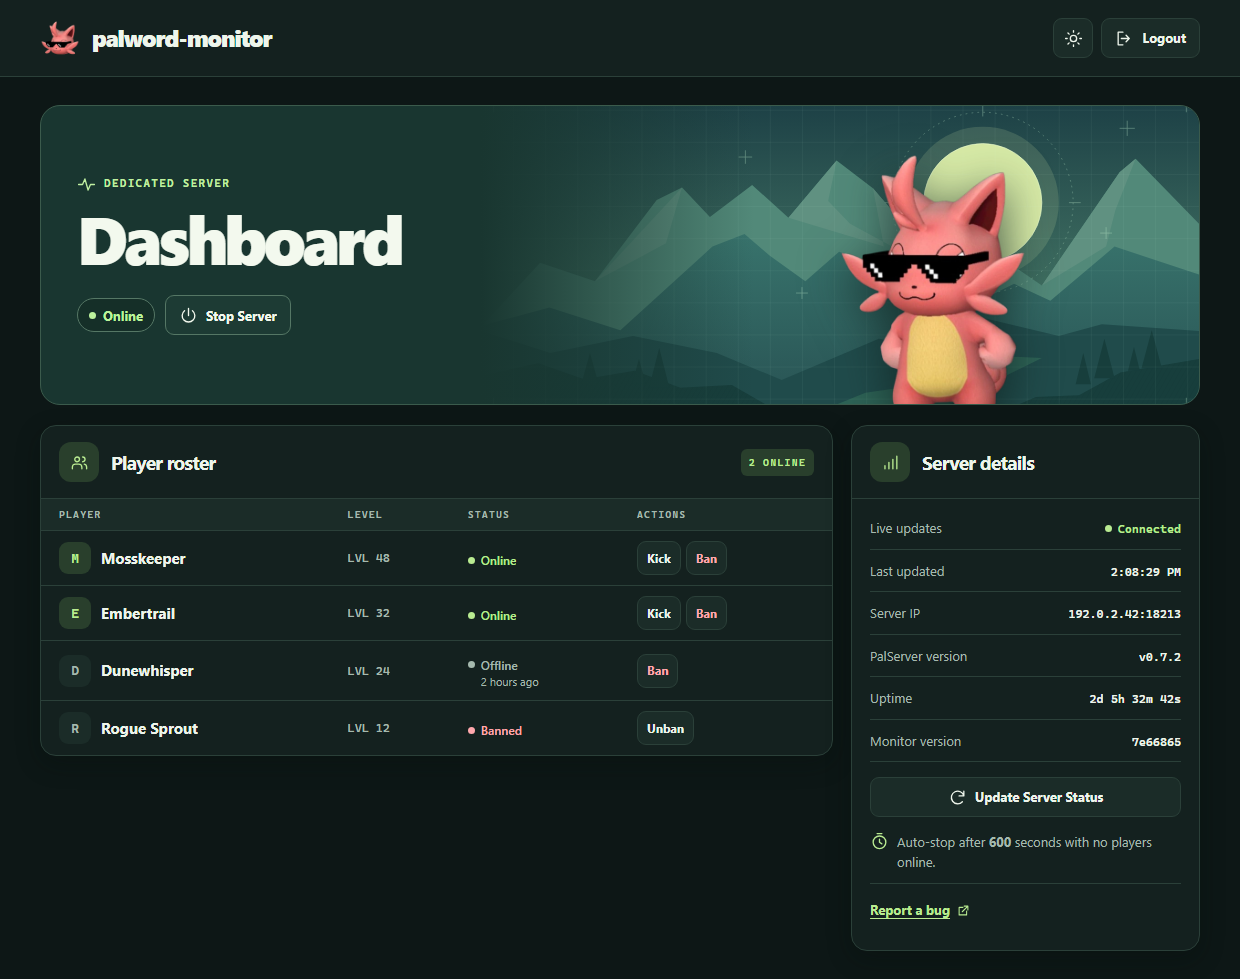 palword-monitor
Logout
DEDICATED SERVER
Dashboard
Online
Stop Server
Player roster
2 ONLINE
PLAYER LEVEL STATUS ACTIONS
M Mosskeeper LVL 48 Online Kick Ban
E Embertrail LVL 32 Online Kick Ban
D Dunewhisper LVL 24 Offline Ban
2 hours ago
R Rogue Sprout LVL 12 Banned Unban
Server details
Live updates Connected
Last updated 2:08:29 PM
Server IP 192.0.2.42:18213
PalServer version v0.7.2
Uptime 2d 5h 32m 42s
Monitor version 7e66865
Update Server Status
Auto-stop after 600 seconds with no players
online.
Report a bug